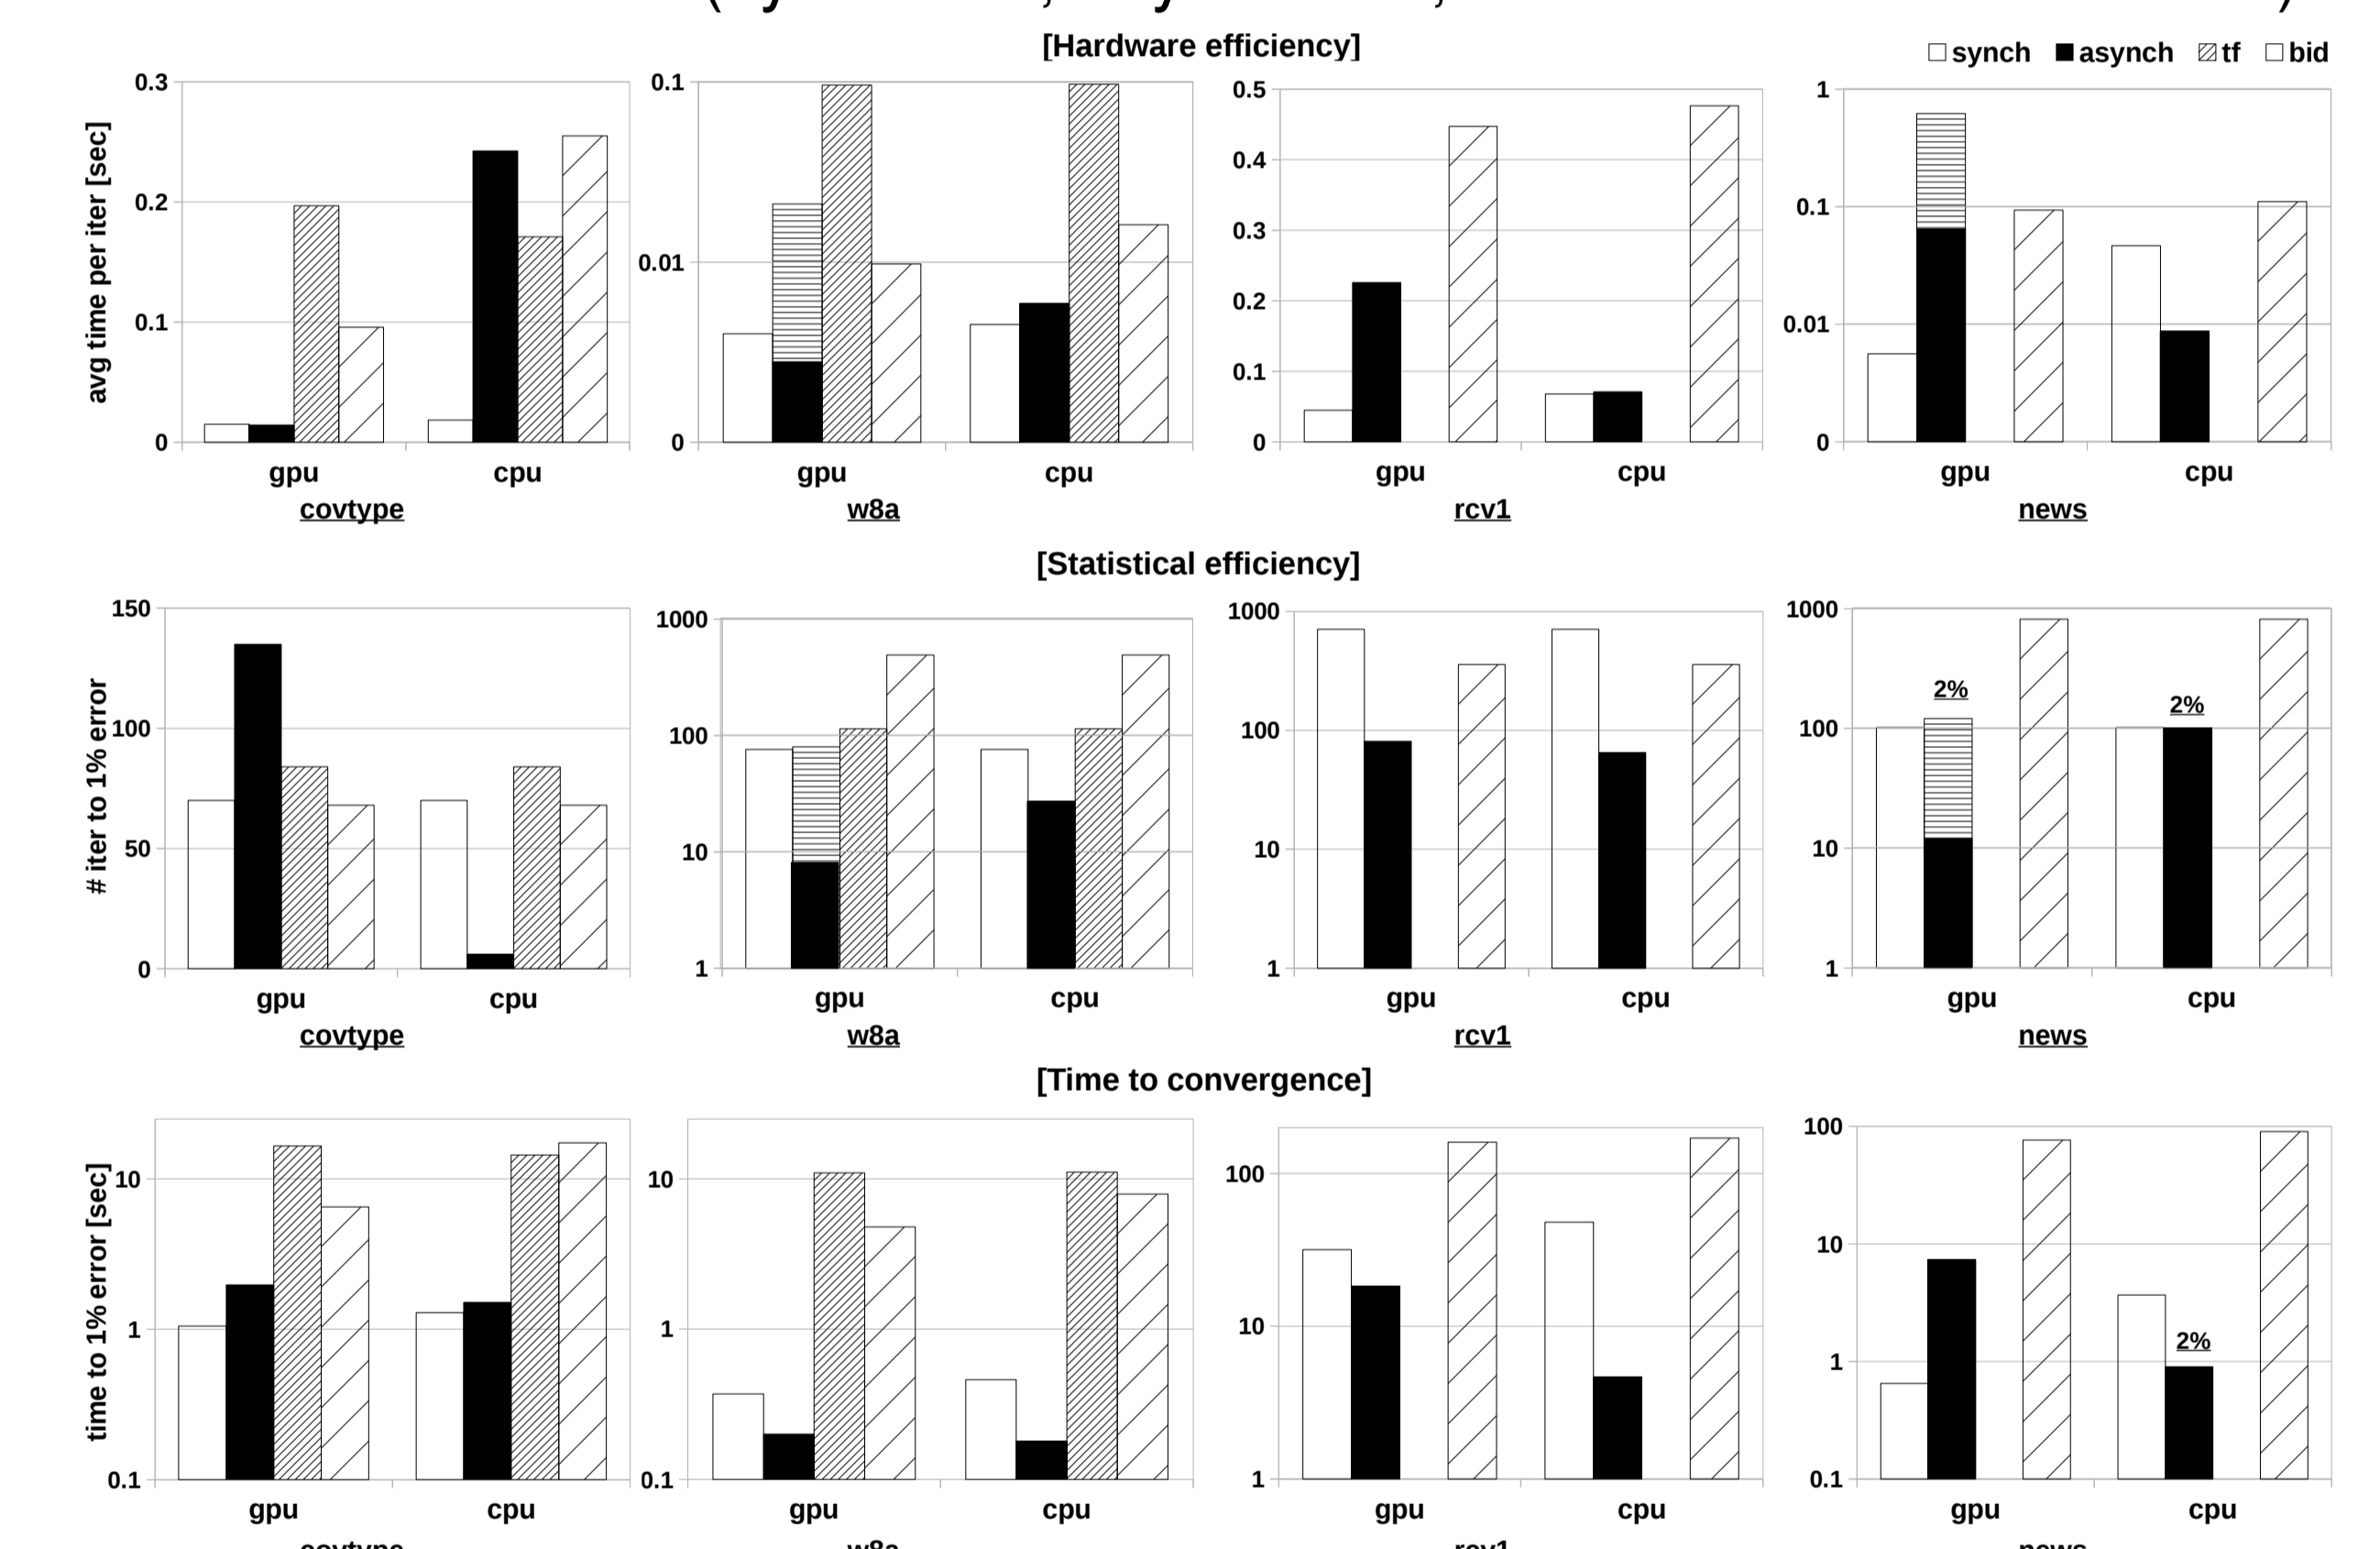 [Hardware efficiency]
synch asynch tf bid
avg time per iter [sec]
0.3
0.2
0.1
0
gpu cpu
covtype
0.1
0.01
0
gpu cpu
w8a
0.5
0.4
0.3
0.2
0.1
0
gpu cpu
rcv1
1
0.1
0.01
0
gpu cpu
news
[Statistical efficiency]
# iter to 1% error
150
100
50
0
gpu cpu
covtype
1000
100
10
1
gpu cpu
w8a
1000
100
10
1
gpu cpu
rcv1
1000
100
10
1
2%
2%
gpu cpu
news
[Time to convergence]
time to 1% error [sec]
10
1
0.1
gpu cpu
covtype
10
1
0.1
gpu cpu
w8a
100
10
1
gpu cpu
rcv1
100
10
1
0.1
2%
gpu cpu
news